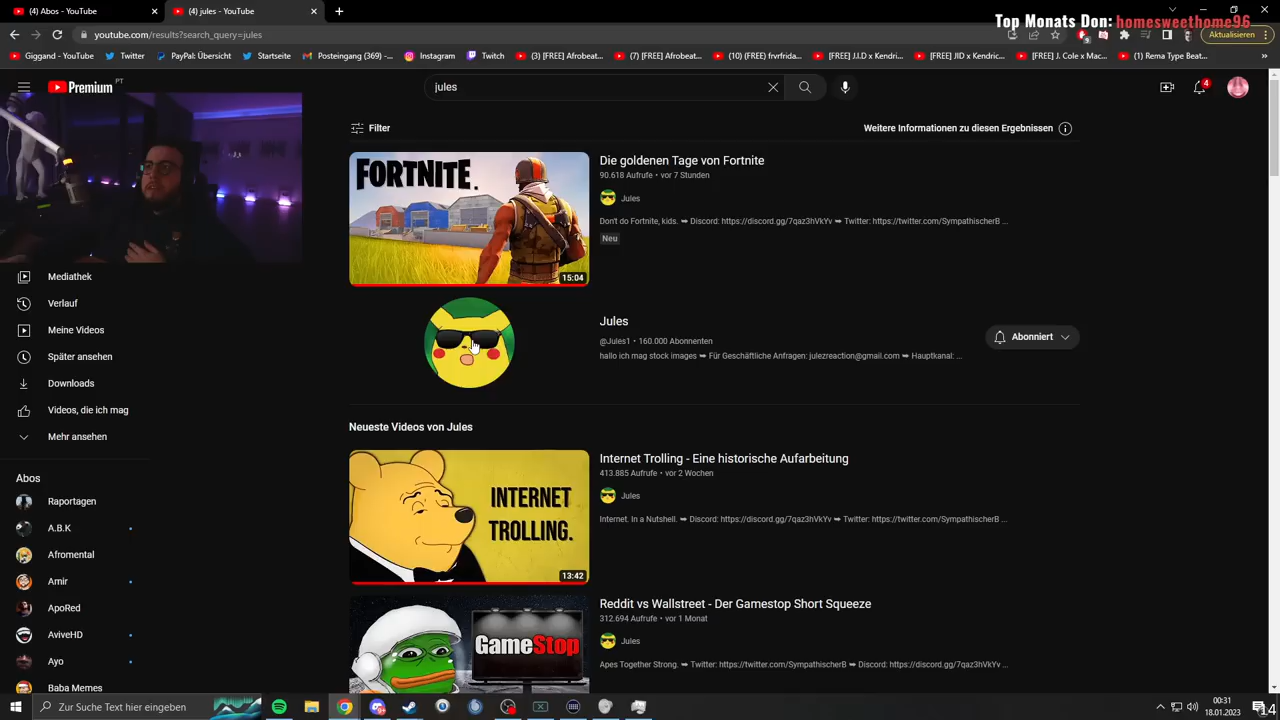 (4) Abos - YouTube
(4) jules - YouTube
Top Monats Don: homesweethome96
youtube.com/results?search_query=jules
Aktualisieren
Giggand - YouTube
Twitter
PayPal: Übersicht
Startseite
Posteingang (369) -...
Instagram
Twitch
(3) [FREE] Afrobeat...
(7) [FREE] Afrobeat...
(10) (FREE) frvrfrida...
[FREE] J.I.D x Kendri...
[FREE] JID x Kendric...
[FREE] J. Cole x Mac...
(1) Rema Type Beat...
Premium PT
jules
4
Filter
Weitere Informationen zu diesen Ergebnissen
FORTNITE.
15:04
Die goldenen Tage von Fortnite
90.618 Aufrufe • vor 7 Stunden
Jules
Don't do Fortnite, kids. ➥ Discord: https://discord.gg/7qaz3hVkYv ➥ Twitter: https://twitter.com/SympathischerB ...
Neu
Mediathek
Verlauf
Meine Videos
Später ansehen
Downloads
Videos, die ich mag
Mehr ansehen
Jules
@Jules1 • 160.000 Abonnenten
hallo ich mag stock images ➥ Für Geschäftliche Anfragen: julezreaction@gmail.com ➥ Hauptkanal: ...
Abonniert
Neueste Videos von Jules
INTERNET
TROLLING.
13:42
Internet Trolling - Eine historische Aufarbeitung
413.885 Aufrufe • vor 2 Wochen
Jules
Internet. In a Nutshell. ➥ Discord: https://discord.gg/7qaz3hVkYv ➥ Twitter: https://twitter.com/SympathischerB ...
Abos
Raportagen
A.B.K
Afromental
Amir
ApoRed
AviveHD
Ayo
Baba Memes
GameStop
Reddit vs Wallstreet - Der Gamestop Short Squeeze
312.694 Aufrufe • vor 1 Monat
Jules
Apes Together Strong. ➥ Twitter: https://twitter.com/SympathischerB ➥ Discord: https://discord.gg/7qaz3hVkYv ...
Zur Suche Text hier eingeben
00:31
18.01.2023
14